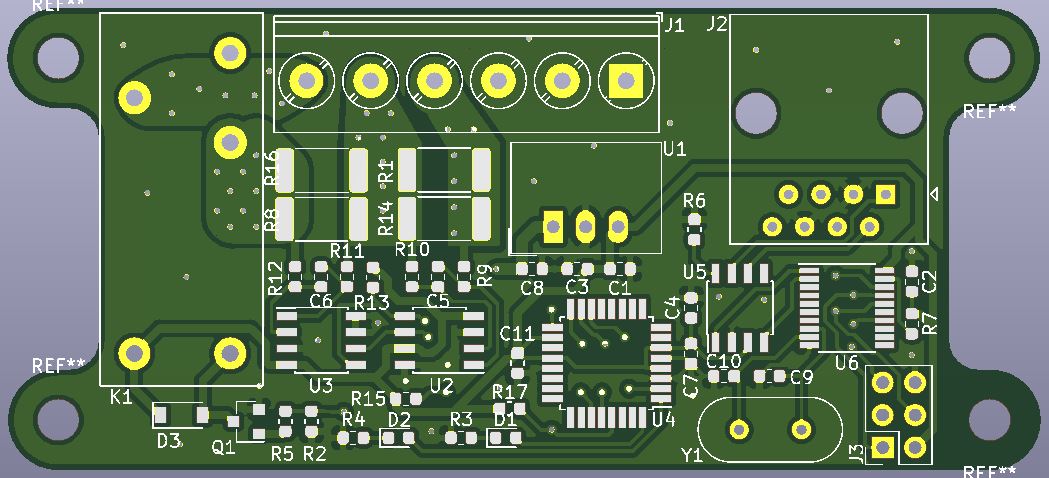 REF**
J1
J2
REF**
U1
R16
R1
R8
R14
R6
R11
R10
R12
C6
R13
C5
R9
C8
C3
C1
U5
C2
C4
R7
C11
U3
U2
C7
C10
C9
U6
REF**
K1
R15
R17
D3
Q1
R5
R2
R4
D2
R3
D1
U4
Y1
J3
REF**